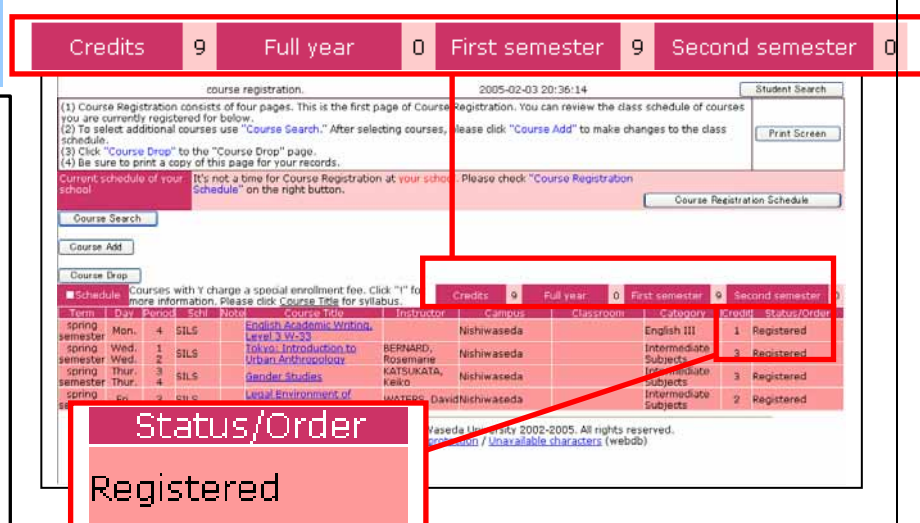 Credits 9 Full year 0 First semester 9 Second semester 0
course registration. 2005-02-03 20:36:14 Student Search
(1) Course Registration consists of four pages. This is the first page of Course Registration. You can review the class schedule of courses
you are currently registered for below.
(2) To select additional courses use "Course Search." After selecting courses, please click "Course Add" to make changes to the class
schedule.
(3) Click "Course Drop" to the "Course Drop" page.
(4) Be sure to print a copy of this page for your records.
Print Screen
Current schedule of your school
It's not a time for Course Registration at your school. Please check "Course Registration
Schedule" on the right button.
Course Registration Schedule
Course Search
Course Add
Course Drop
■Schedule Courses with Y charge a special enrollment fee. Click "!" fo
more information. Please click Course Title for syllabus.
Credits 9 Full year 0 First semester 9 Second semester 0
Term Day Period Schl Note Course Title Instructor Campus Classroom Category Credit Status/Order
spring semester Mon. 4 SILS English Academic Writing, Level 3 W-33 Nishiwaseda English III 1 Registered
spring semester Wed. 1 Wed. 2 SILS Tokyo: Introduction to Urban Anthropology BERNARD, Rosemarie Nishiwaseda Intermediate Subjects 3 Registered
spring semester Thur. 3 Thur. 4 SILS Gender Studies KATSUKATA, Keiko Nishiwaseda Intermediate Subjects 3 Registered
spring Fri. SILS Legal Environment of WATERS, David Nishiwaseda Intermediate Subjects 2 Registered
Waseda University 2002-2005. All rights reserved.
/ Unavailable characters (webdb)
Status/Order
Registered